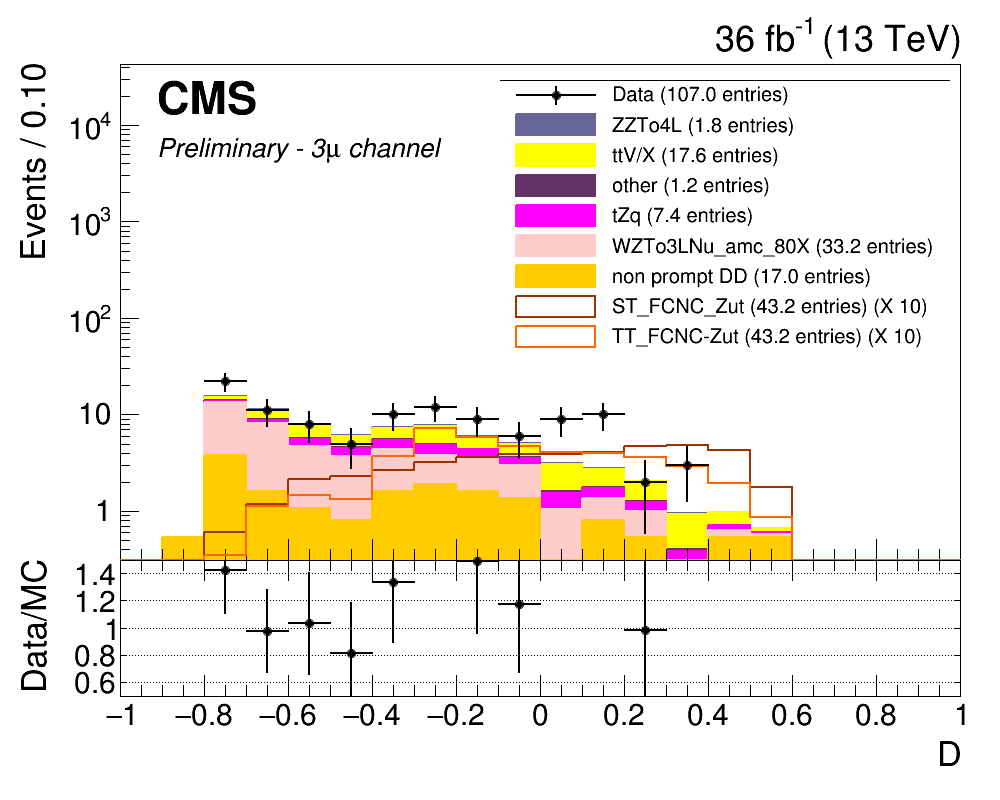 36 fb-1 (13 TeV)
CMS
Preliminary - 3μ channel
Data (107.0 entries)
ZZTo4L (1.8 entries)
ttV/X (17.6 entries)
other (1.2 entries)
tZq (7.4 entries)
WZTo3LNu_amc_80X (33.2 entries)
non prompt DD (17.0 entries)
ST_FCNC_Zut (43.2 entries) (X 10)
TT_FCNC-Zut (43.2 entries) (X 10)
Events / 0.10
10^4
10^3
10^2
10
1
Data/MC
1.4
1.2
1
0.8
0.6
−1 −0.8 −0.6 −0.4 −0.2 0 0.2 0.4 0.6 0.8 1
D